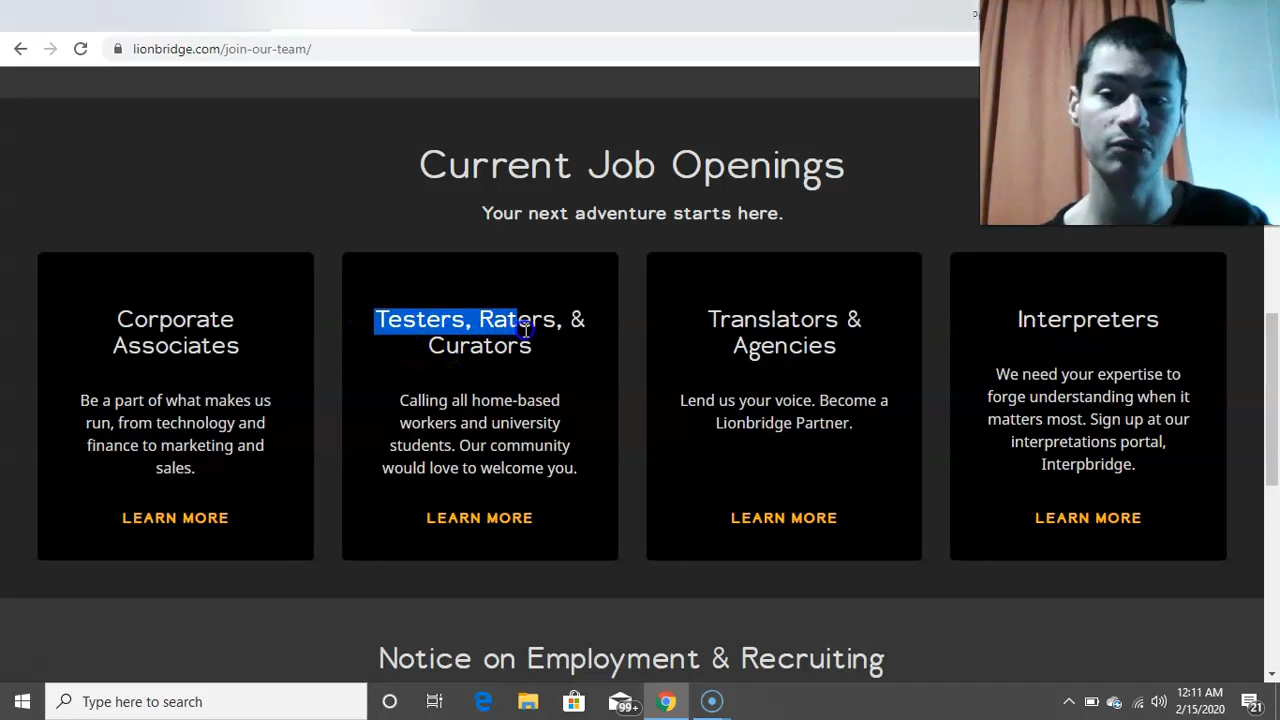 lionbridge.com/join-our-team/
Current Job Openings
Your next adventure starts here.
Corporate
Associates
Be a part of what makes us
run, from technology and
finance to marketing and
sales.
LEARN MORE
Testers, Raters, &
Curators
Calling all home-based
workers and university
students. Our community
would love to welcome you.
LEARN MORE
Translators &
Agencies
Lend us your voice. Become a
Lionbridge Partner.
LEARN MORE
Interpreters
We need your expertise to
forge understanding when it
matters most. Sign up at our
interpretations portal,
Interpbridge.
LEARN MORE
Notice on Employment & Recruiting
Type here to search
99+
12:11 AM
2/15/2020
21